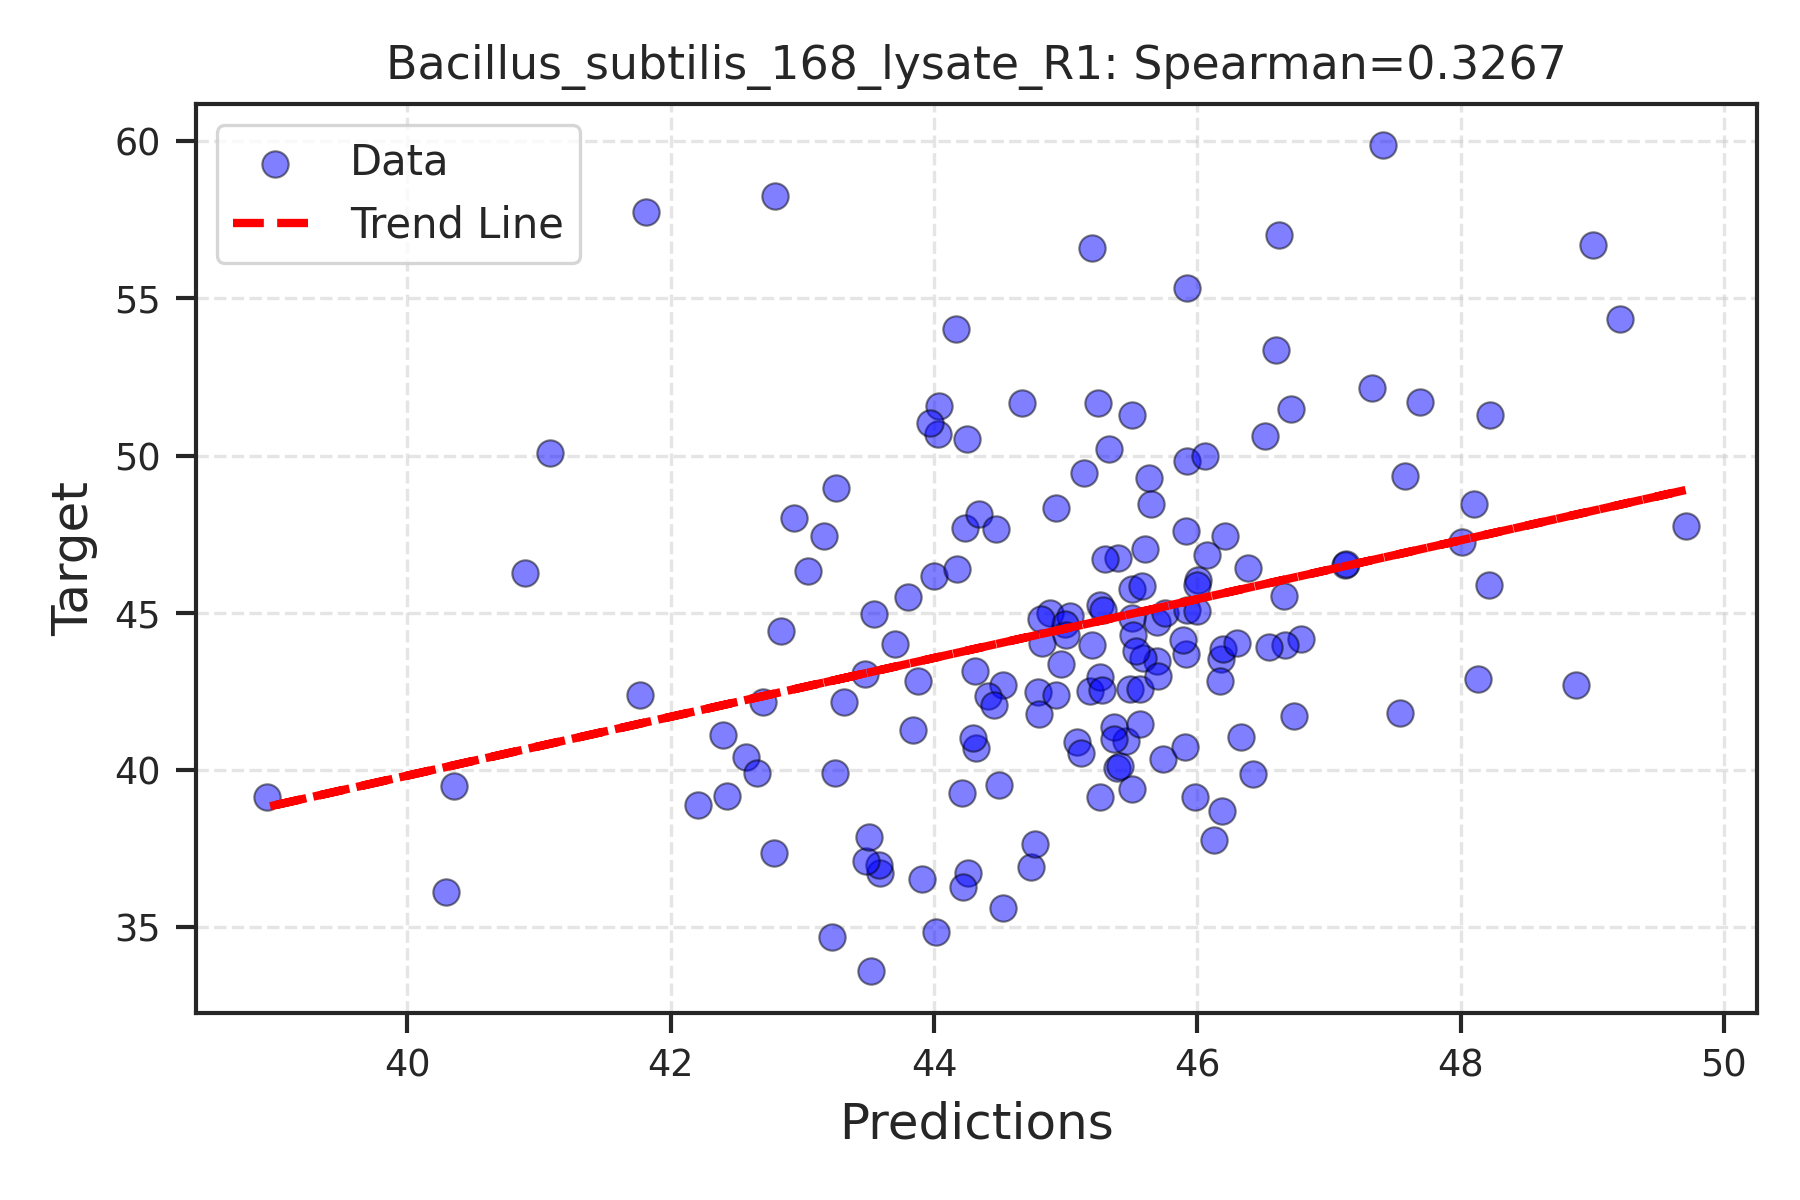 Bacillus_subtilis_168_lysate_R1: Spearman=0.3267
Data
Trend Line
60
55
50
45
40
35
Target
40 42 44 46 48 50
Predictions